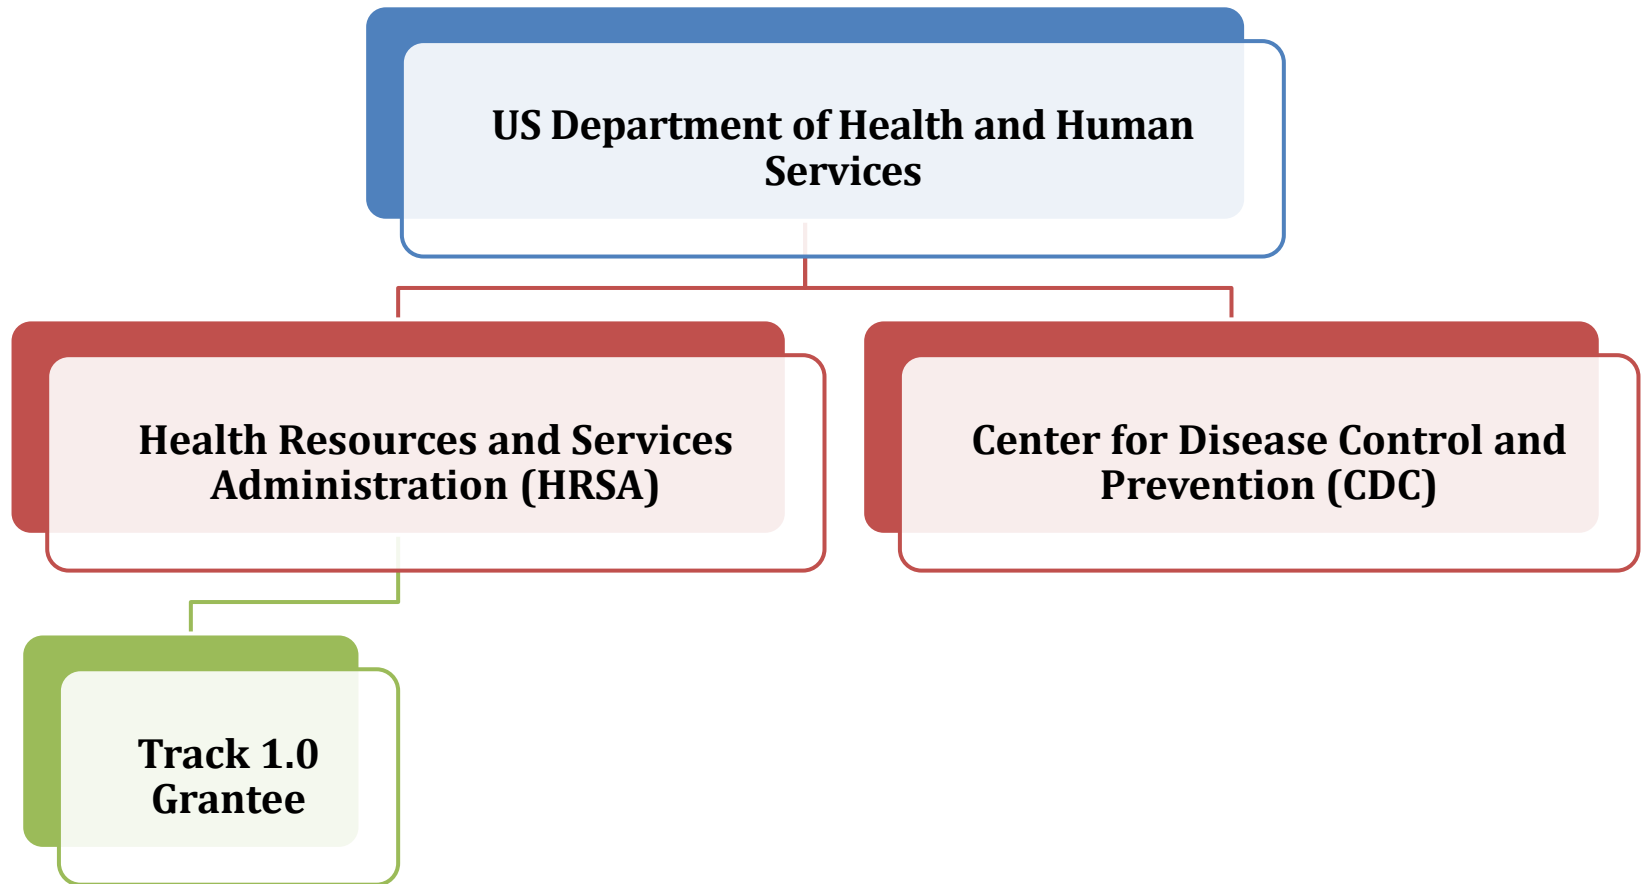 US Department of Health and Human
Services
Health Resources and Services
Administration (HRSA)
Center for Disease Control and
Prevention (CDC)
Track 1.0
Grantee